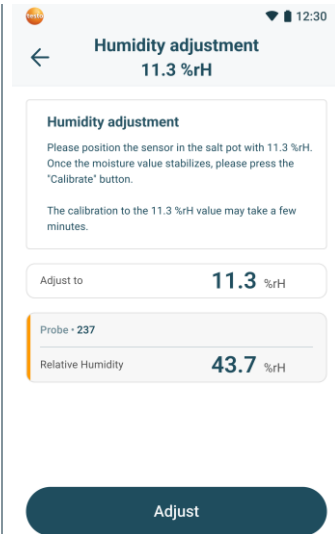 testo
12:30
Humidity adjustment
11.3 %rH
Humidity adjustment
Please position the sensor in the salt pot with 11.3 %rH.
Once the moisture value stabilizes, please press the
"Calibrate" button.
The calibration to the 11.3 %rH value may take a few
minutes.
Adjust to 11.3 %rH
Probe • 237
Relative Humidity 43.7 %rH
Adjust